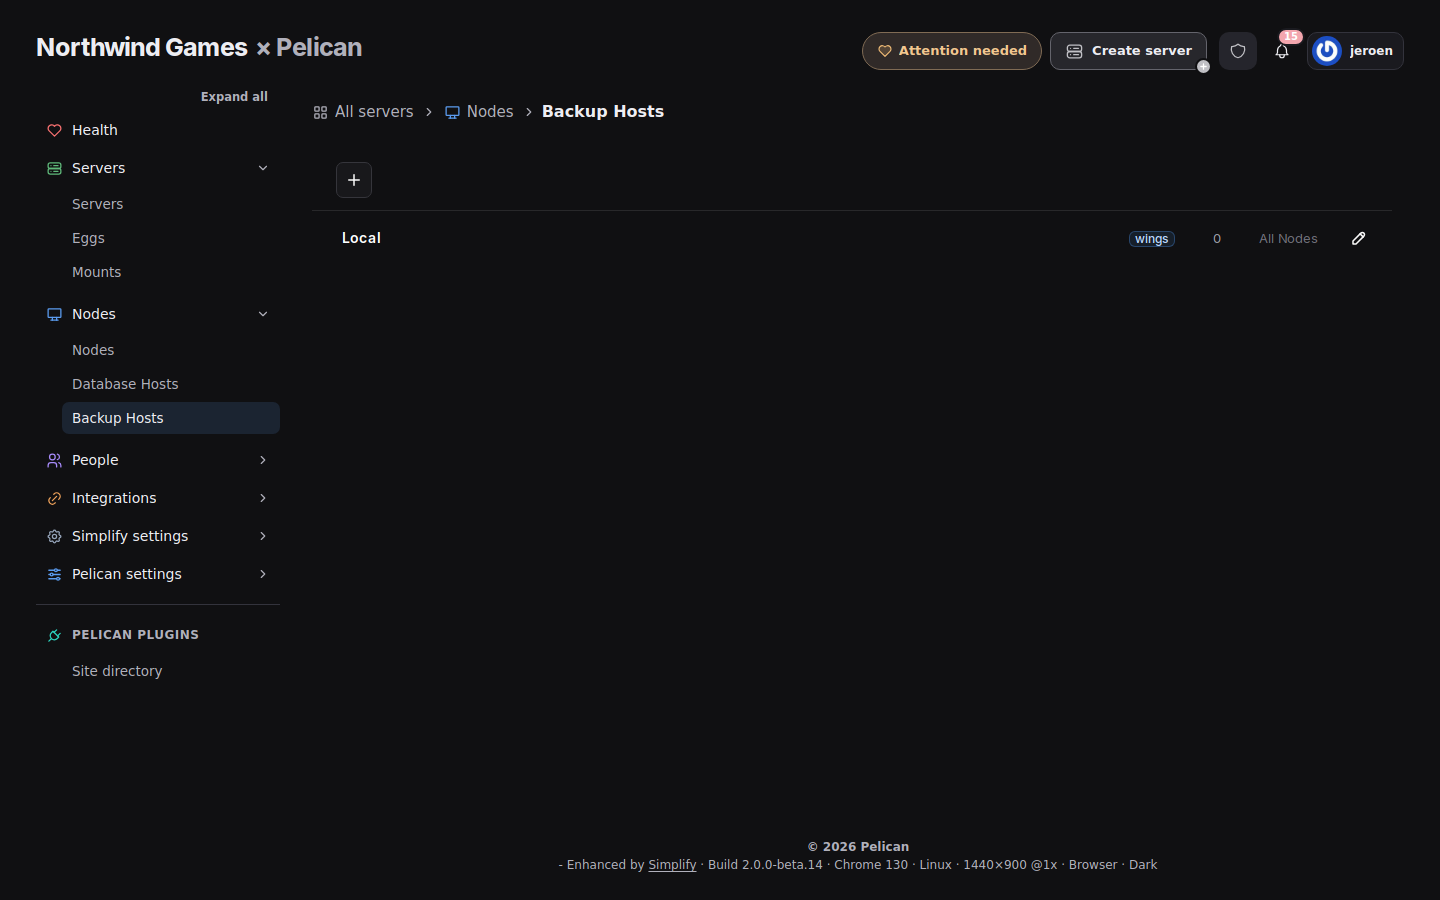 Northwind Games × Pelican
Attention needed
Create server
15
jeroen
Expand all
Health
Servers
Servers
Eggs
Mounts
Nodes
Nodes
Database Hosts
Backup Hosts
People
Integrations
Simplify settings
Pelican settings
PELICAN PLUGINS
Site directory
All servers > Nodes > Backup Hosts
Local wings 0 All Nodes
© 2026 Pelican
- Enhanced by Simplify · Build 2.0.0-beta.14 · Chrome 130 · Linux · 1440×900 @1x · Browser · Dark